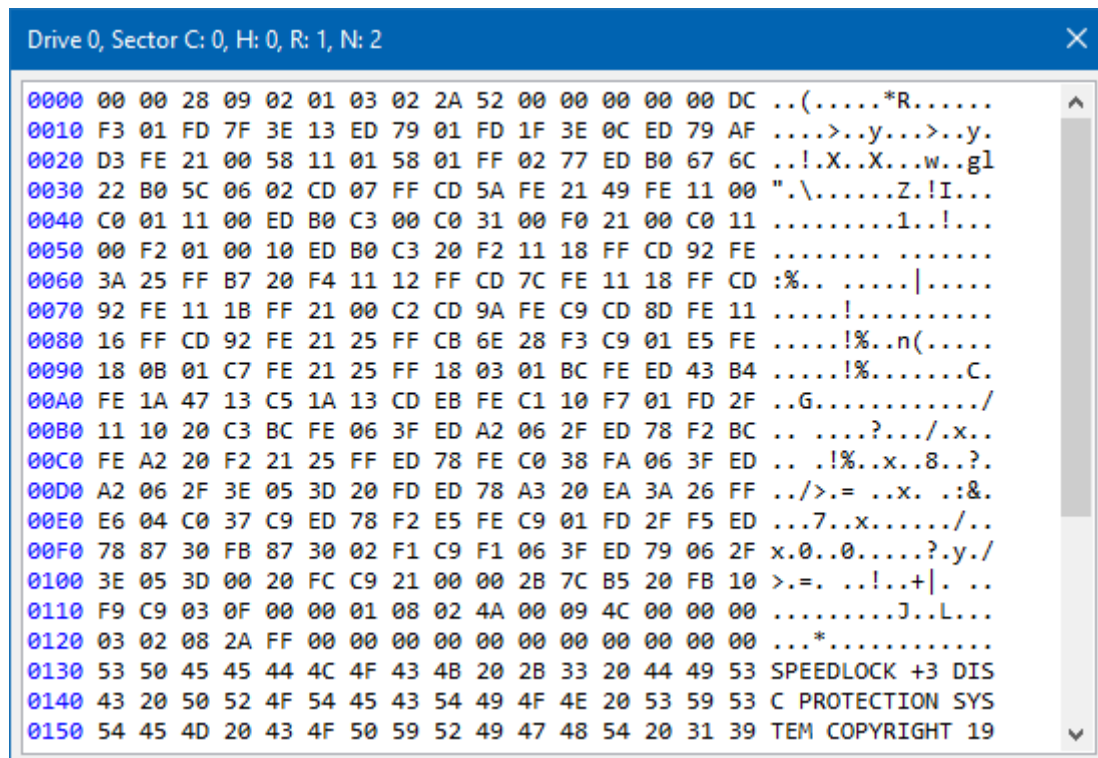 Drive 0, Sector C: 0, H: 0, R: 1, N: 2
0000 00 00 28 09 02 01 03 02 2A 52 00 00 00 00 00 DC ..(.....*R......
0010 F3 01 FD 7F 3E 13 ED 79 01 FD 1F 3E 0C ED 79 AF ....>..y...>..y.
0020 D3 FE 21 00 58 11 01 58 01 FF 02 77 ED B0 67 6C ..!.X..X...w..gl
0030 22 B0 5C 06 02 CD 07 FF CD 5A FE 21 49 FE 11 00 ".\......Z.!I...
0040 C0 01 11 00 ED B0 C3 00 C0 31 00 F0 21 00 C0 11 .........1..!...
0050 00 F2 01 00 10 ED B0 C3 20 F2 11 18 FF CD 92 FE ........ .......
0060 3A 25 FF B7 20 F4 11 12 FF CD 7C FE 11 18 FF CD :%.. .....|.....
0070 92 FE 11 1B FF 21 00 C2 CD 9A FE C9 CD 8D FE 11 .....!..........
0080 16 FF CD 92 FE 21 25 FF CB 6E 28 F3 C9 01 E5 FE .....!%..n(.....
0090 18 0B 01 C7 FE 21 25 FF 18 03 01 BC FE ED 43 B4 .....!%.......C.
00A0 FE 1A 47 13 C5 1A 13 CD EB FE C1 10 F7 01 FD 2F ..G............/
00B0 11 10 20 C3 BC FE 06 3F ED A2 06 2F ED 78 F2 BC .. ....?.../.x..
00C0 FE A2 20 F2 21 25 FF ED 78 FE C0 38 FA 06 3F ED .. .!%..x..8..?.
00D0 A2 06 2F 3E 05 3D 20 FD ED 78 A3 20 EA 3A 26 FF ../>.= ..x. .:&.
00E0 E6 04 C0 37 C9 ED 78 F2 E5 FE C9 01 FD 2F F5 ED ...7..x....../..
00F0 78 87 30 FB 87 30 02 F1 C9 F1 06 3F ED 79 06 2F x.0..0.....?.y./
0100 3E 05 3D 00 20 FC C9 21 00 00 2B 7C B5 20 FB 10 >.=. ..!..+|. ..
0110 F9 C9 03 0F 00 00 01 08 02 4A 00 09 4C 00 00 00 .........J..L...
0120 03 02 08 2A FF 00 00 00 00 00 00 00 00 00 00 00 ...*............
0130 53 50 45 45 44 4C 4F 43 4B 20 2B 33 20 44 49 53 SPEEDLOCK +3 DIS
0140 43 20 50 52 4F 54 45 43 54 49 4F 4E 20 53 59 53 C PROTECTION SYS
0150 54 45 4D 20 43 4F 50 59 52 49 47 48 54 20 31 39 TEM COPYRIGHT 19